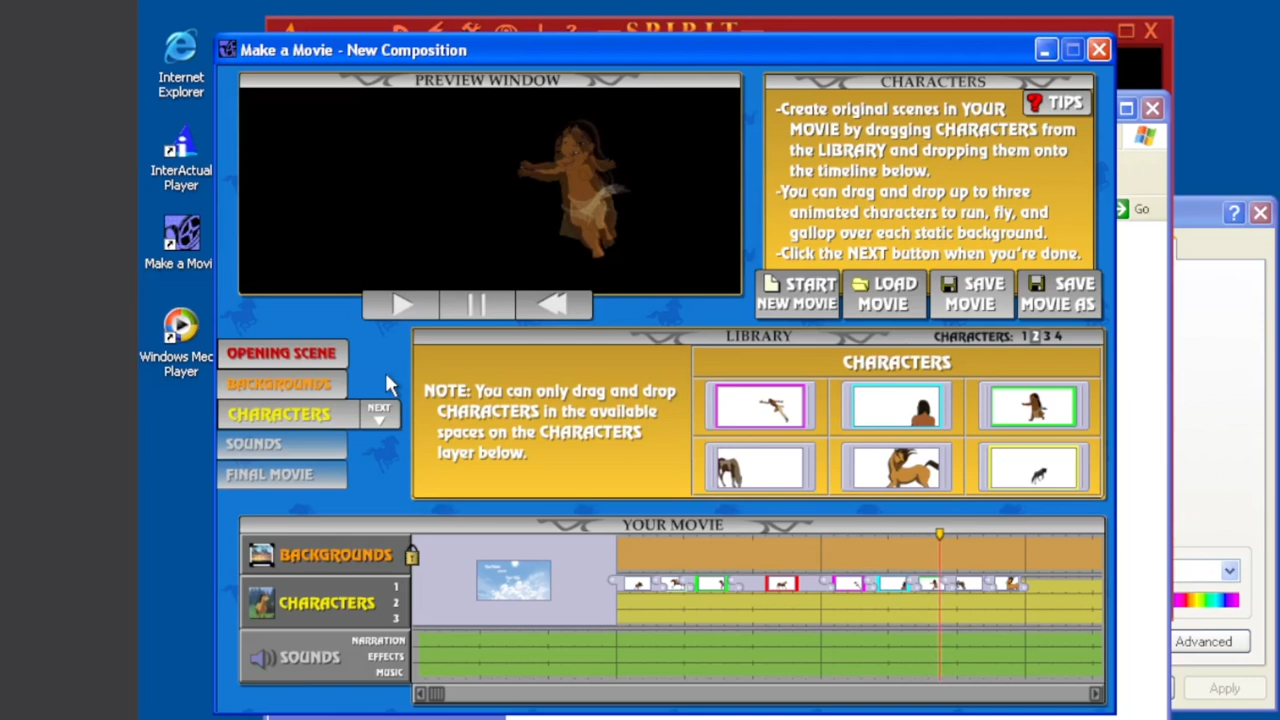 SPIRIT
Internet
Explorer
InterActual
Player
Make a Movi
Windows Mec
Player
Make a Movie - New Composition
PREVIEW WINDOW
CHARACTERS
TIPS
-Create original scenes in YOUR
MOVIE by dragging CHARACTERS from
the LIBRARY and dropping them onto
the timeline below.
-You can drag and drop up to three
animated characters to run, fly, and
gallop over each static background.
-Click the NEXT button when you're done.
START
NEW MOVIE
LOAD
MOVIE
SAVE
MOVIE
SAVE
MOVIE AS
OPENING SCENE
BACKGROUNDS
CHARACTERS
NEXT
SOUNDS
FINAL MOVIE
LIBRARY
CHARACTERS: 1 2 3 4
NOTE: You can only drag and drop
CHARACTERS in the available
spaces on the CHARACTERS
layer below.
CHARACTERS
YOUR MOVIE
BACKGROUNDS
CHARACTERS
1
2
3
SOUNDS
NARRATION
EFFECTS
MUSIC
Go
Advanced
Apply